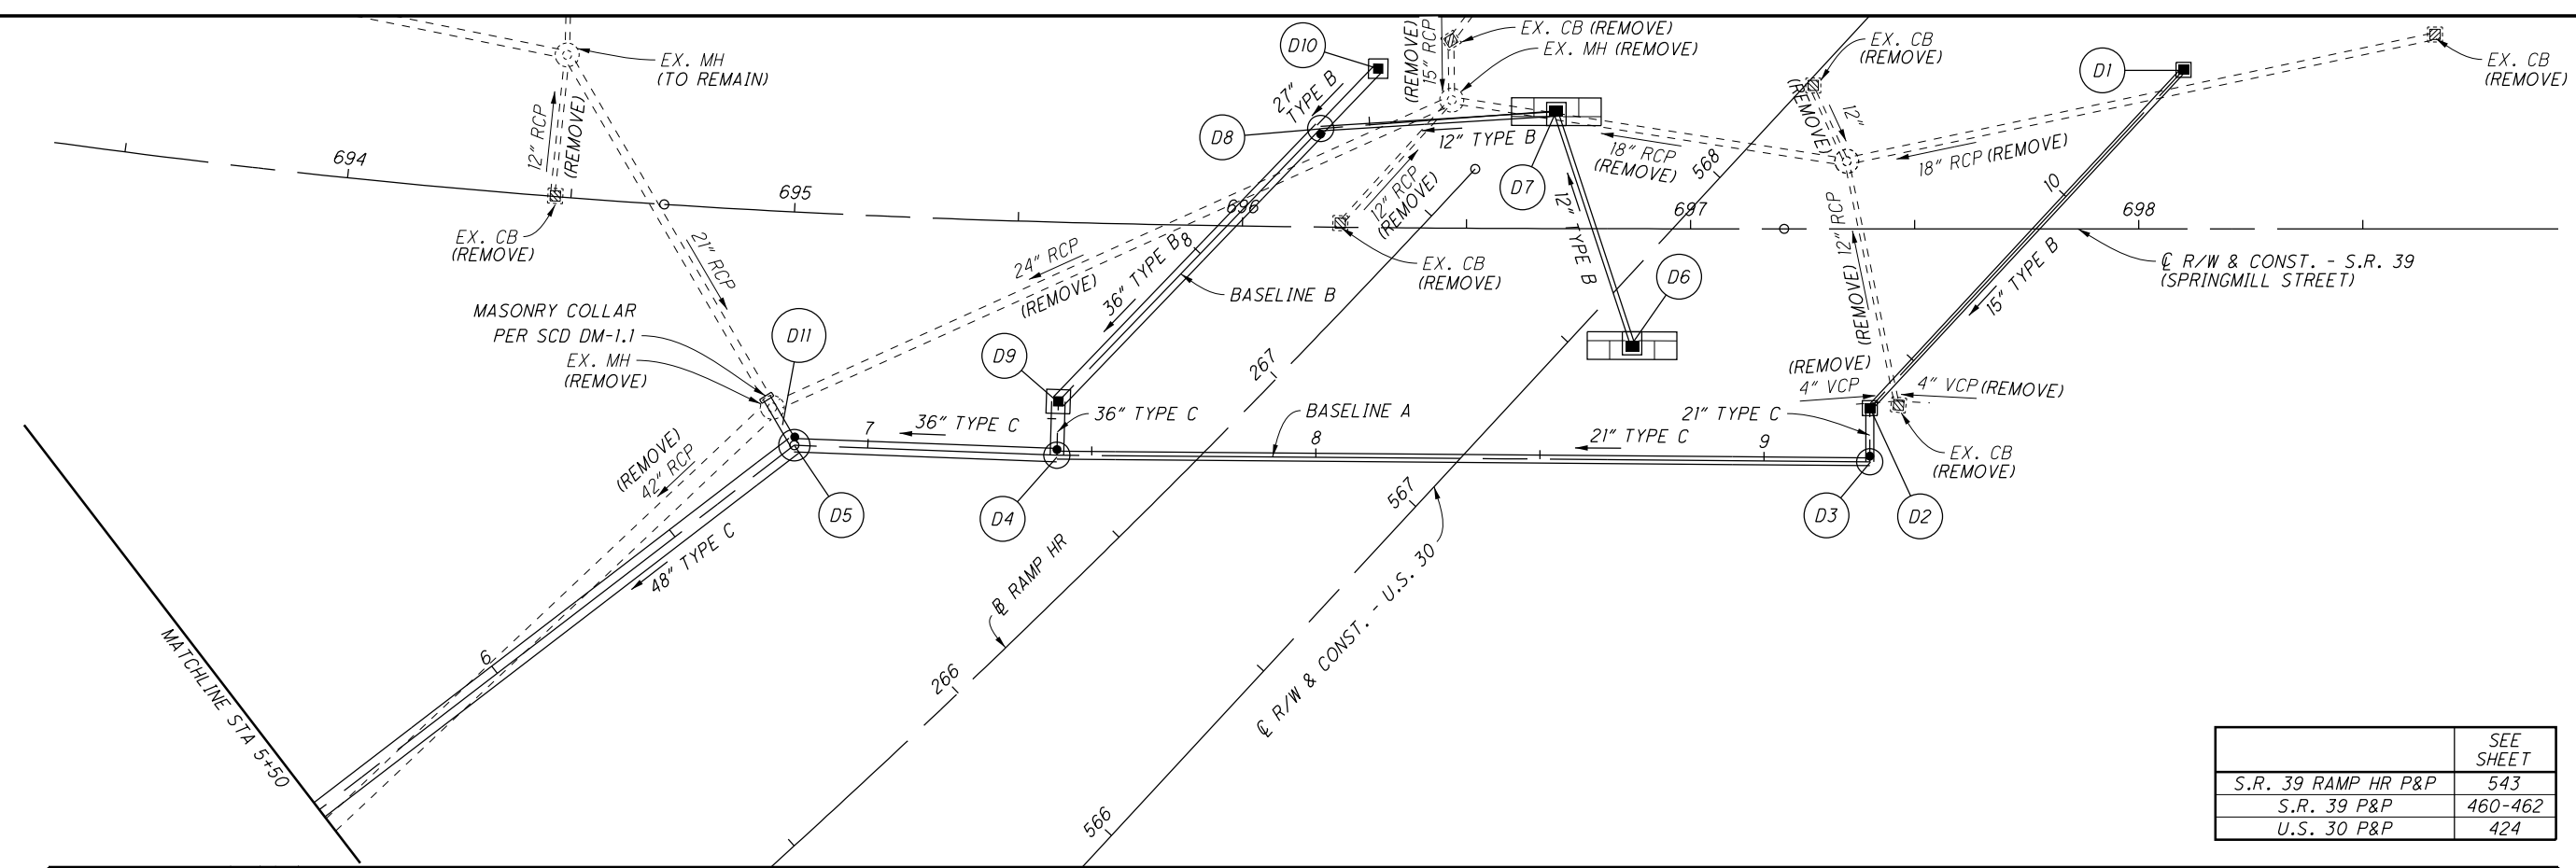 EX. MH
(TO REMAIN)
12" RCP
(REMOVE)
694
695
EX. CB
(REMOVE)
21" RCP
MASONRY COLLAR
PER SCD DM-1.1
EX. MH
(REMOVE)
D11
D10
27"
TYPE B
D8
(REMOVE)
15" RCP
EX. CB (REMOVE)
EX. MH (REMOVE)
12" TYPE B
D7
18" RCP
(REMOVE)
568
EX. CB
(REMOVE)
(REMOVE)
12"
D1
EX. CB
(REMOVE)
18" RCP (REMOVE)
10
696
12" RCP
(REMOVE)
24" RCP
(REMOVE)
36" TYPE B
8
BASELINE B
EX. CB
(REMOVE)
12" TYPE B
D6
697
(REMOVE) 12" RCP
698
15" TYPE B
℄ R/W & CONST. - S.R. 39
(SPRINGMILL STREET)
D9
267
(REMOVE)
4" VCP
4" VCP (REMOVE)
7
36" TYPE C
36" TYPE C
BASELINE A
8
21" TYPE C
21" TYPE C
9
EX. CB
(REMOVE)
(REMOVE)
42" RCP
D5
D4
567
D3
D2
48" TYPE C
℄ RAMP HR
℄ R/W & CONST. - U.S. 30
6
266
566
MATCHLINE STA 5+50
SEE
SHEET
S.R. 39 RAMP HR P&P 543
S.R. 39 P&P 460-462
U.S. 30 P&P 424